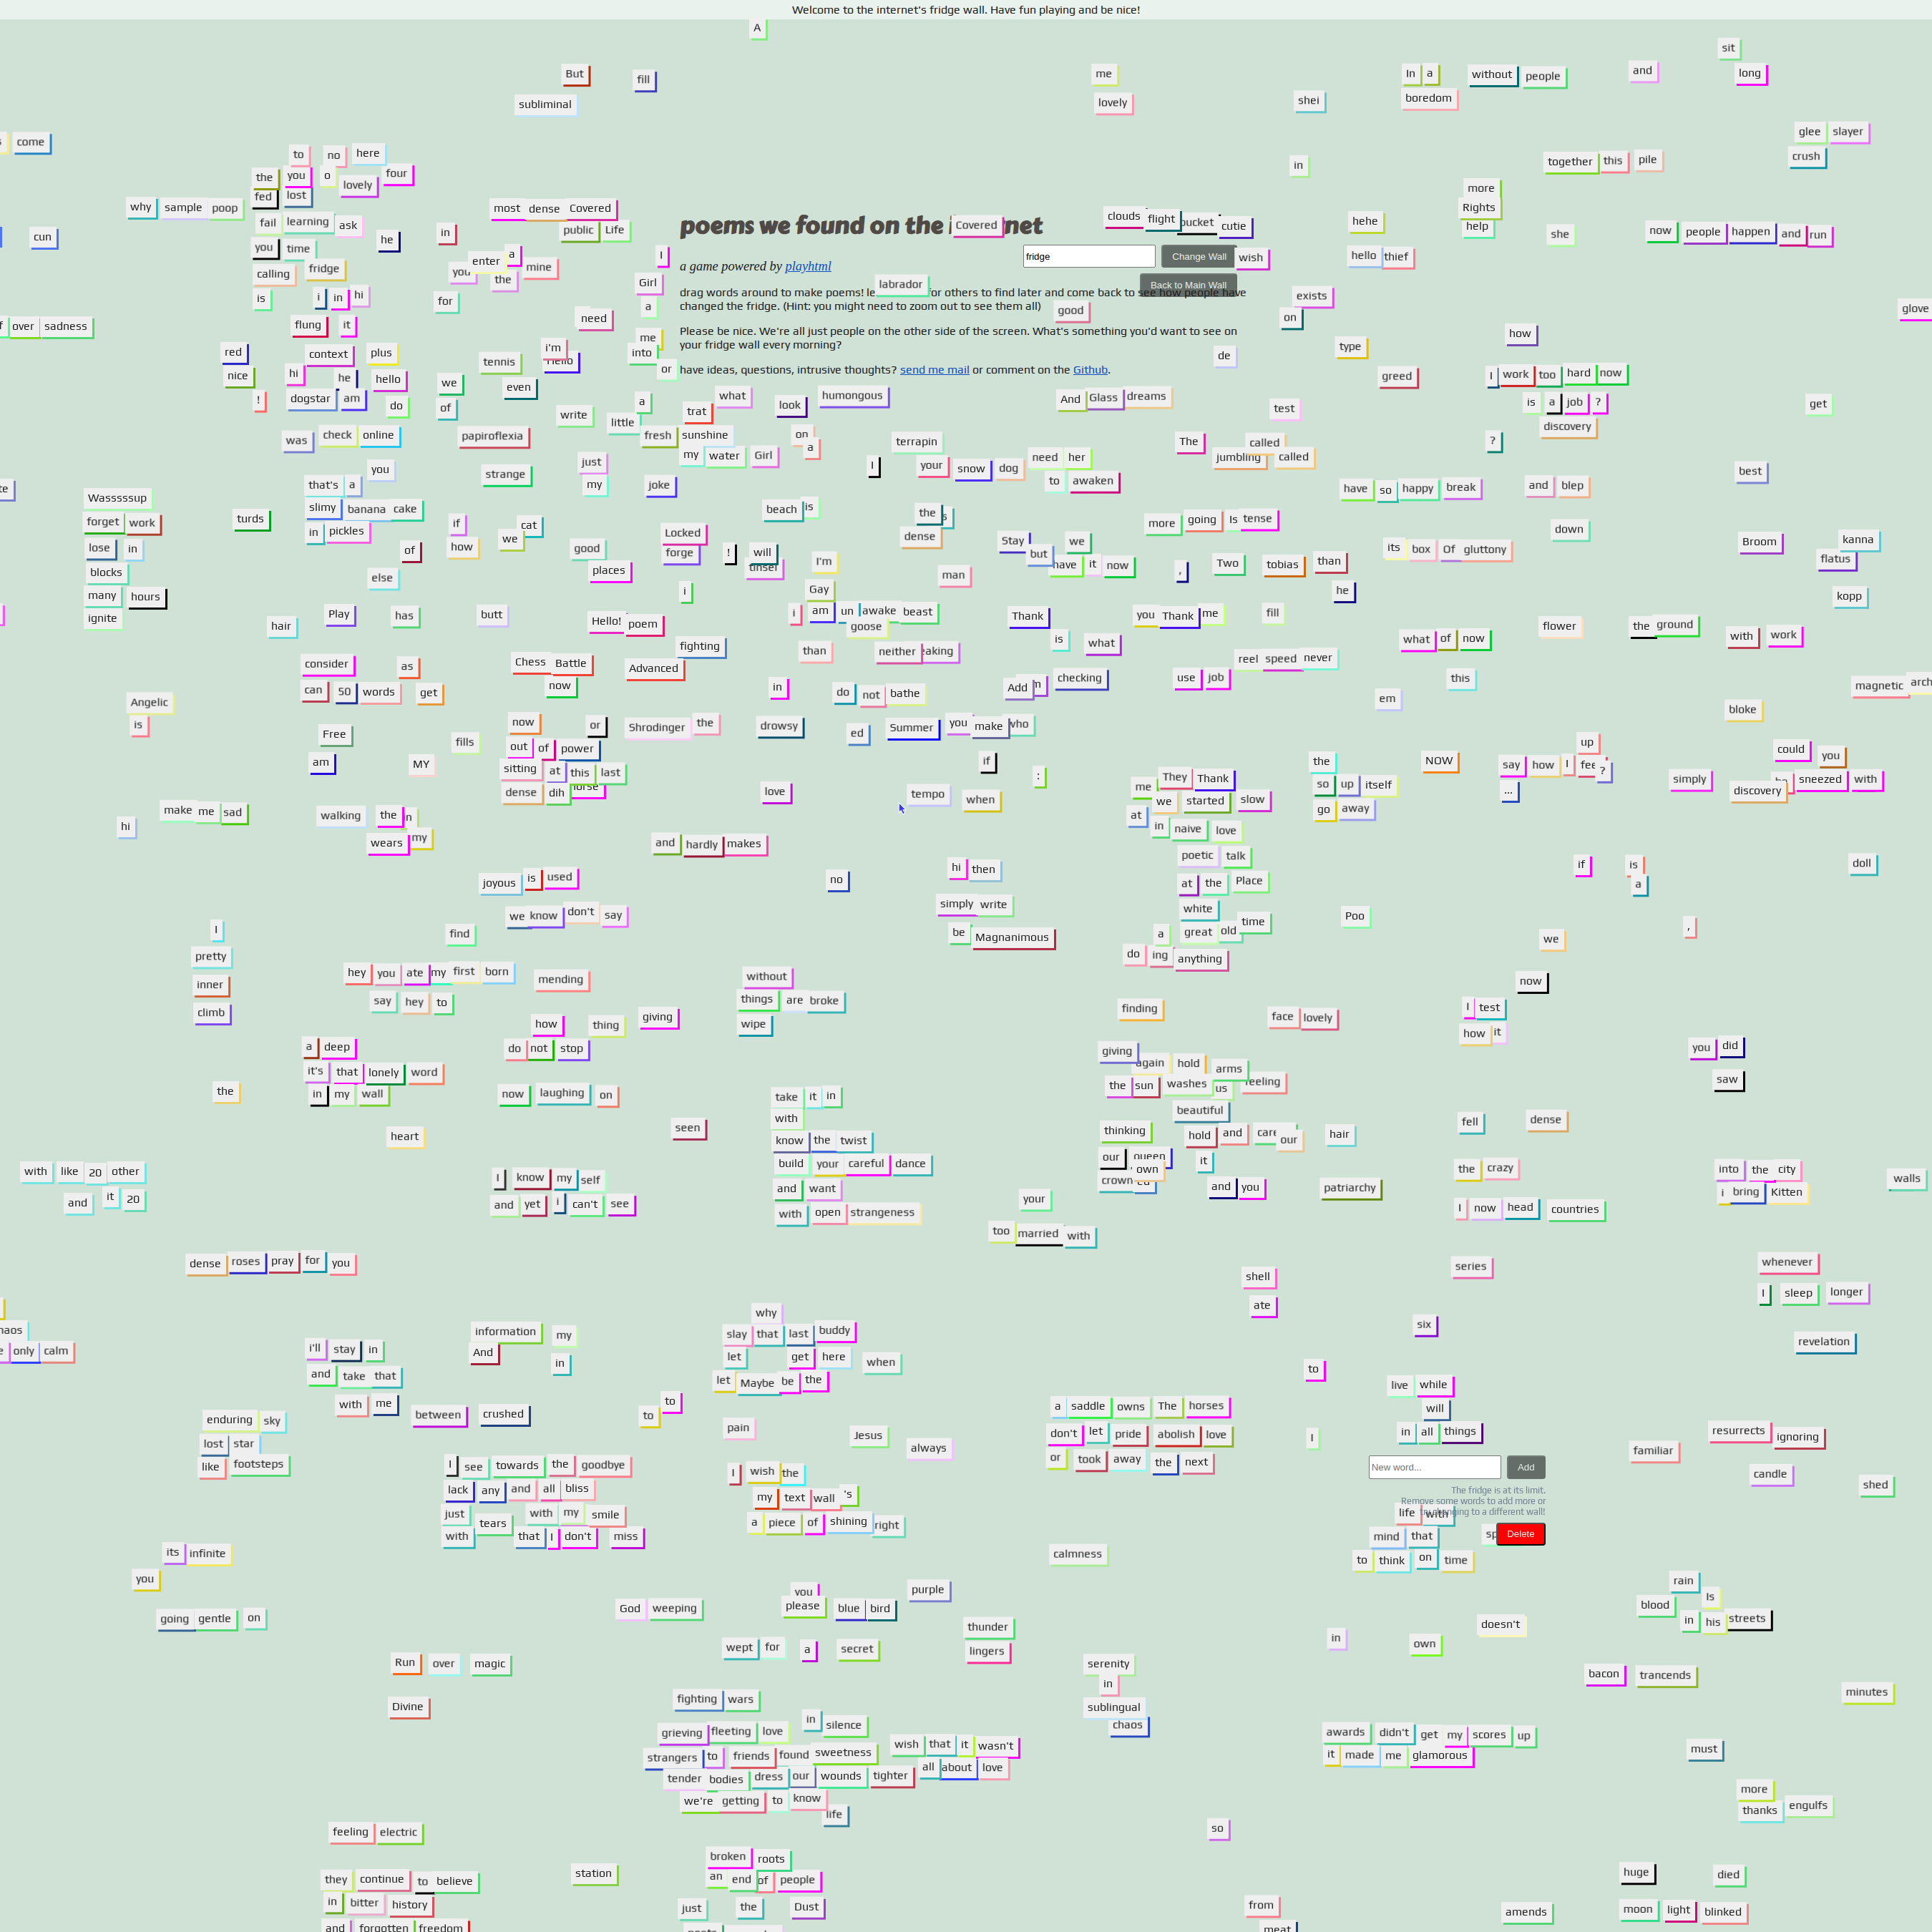 Welcome to the internet's fridge wall. Have fun playing and be nice!
A
sit
But fill me In a without people and long
subliminal lovely shei boredom
glee slayer
come
to no here in together this pile crush
the you o four
fed lost lovely more
why sample poop most dense Covered Rights
fail learning ask public Life poems we found on the Covered net clouds flight bucket cutie hehe help she now people happen and run
cun he in
you time I enter a
calling fridge you the mine a game powered by playhtml fridge Change Wall wish hello thief
is i in hi for Girl labrador Back to Main Wall exists
drag words around to make poems! for others to find later and come back to see how people have
changed the fridge. (Hint: you might need to zoom out to see them all) good on glove
over sadness flung it need a
Please be nice. We're all just people on the other side of the screen. What's something you'd want to see on
your fridge wall every morning? how
red context plus tennis i'm Hello me into de type
nice hi he hello we even or have ideas, questions, intrusive thoughts? send me mail or comment on the Github. greed I work too hard now
! dogstar am do of write a little trat what look humongous And Glass dreams test is a job ? get
discovery
was check online papiroflexia fresh sunshine on a terrapin The called ?
you strange just my water Girl I your snow dog need her jumbling called best
that's a my joke to awaken have so happy break and blep
Wasssssup
forget work slimy banana cake turds if cat beach is the more going Is tense down
lose in in pickles of how we good Locked dense Stay we its box Of gluttony Broom kanna
blocks else places forge ! will tinsel I'm but have it now , Two tobias than flatus
many hours i Gay man he kopp
ignite hair Play has butt Hello! poem i am un awake beast Thank you Thank me fill flower the ground
goose is what what of now with work
consider as Chess Battle Advanced fighting than neither reel speed never
can 50 words get now in do not bathe Add checking use job this magnetic
Angelic em bloke
is Free fills now or Shrodinger the drowsy ed Summer you make who up could you
am MY out of power if the NOW say how I ?
sitting at this last : me They Thank so up itself ... simply discovery sneezed with
dense dih love tempo when we started slow go away
hi make me sad walking the in at in naive love
wears my and hardly makes poetic talk
joyous is used no hi then at the Place if is a doll
we know don't say simply write white Poo
I find be Magnanimous a great old time we ,
pretty do ing anything
inner hey you ate my first born mending without now
climb say hey to things are broke finding face lovely I test
how thing giving wipe how it
a deep do not stop giving again hold arms you did
it's that lonely word the sun washes us feeling saw
the in my wall now laughing on take it in beautiful
heart seen with thinking hold and our hair fell dense
with like 20 other know the twist our queen it the crazy into the city
and it 20 I know my self build your careful dance crown own and you patriarchy i bring Kitten walls
and yet i can't see and want your I now head countries
with open strangeness too married with
dense roses pray for you shell series whenever
ate I sleep longer
why six
only calm i'll stay in information my slay that last buddy revelation
and take that And in let get here when to
with me let Maybe be the live while
between crushed to to a saddle owns The horses will
enduring sky pain Jesus don't let pride abolish love I in all things resurrects ignoring
lost star always or took away the next familiar
like footsteps I see towards the goodbye I wish the New word... Add candle
lack any and all bliss my text wall 's The fridge is at its limit. shed
just tears with my smile a piece of shining right Remove some words to add more or
life with ing to a different wall!
with that I don't miss mind that Delete
its infinite calmness to think on time
you
going gentle on God weeping you purple rain Is
please blue bird blood in his streets
wept for a secret thunder in own doesn't
Run over magic lingers serenity bacon trancends
Divine in minutes
fighting wars sublingual
grieving fleeting love in silence chaos awards didn't get my scores up
strangers to friends found sweetness wish that it wasn't it made me glamorous must
tender bodies dress our wounds tighter all about love
we're getting to know life more
thanks engulfs
feeling electric so
broken roots
they continue to believe station an end of people huge died
in bitter history just the Dust from amends moon light blinked
and forgotten freedom meat